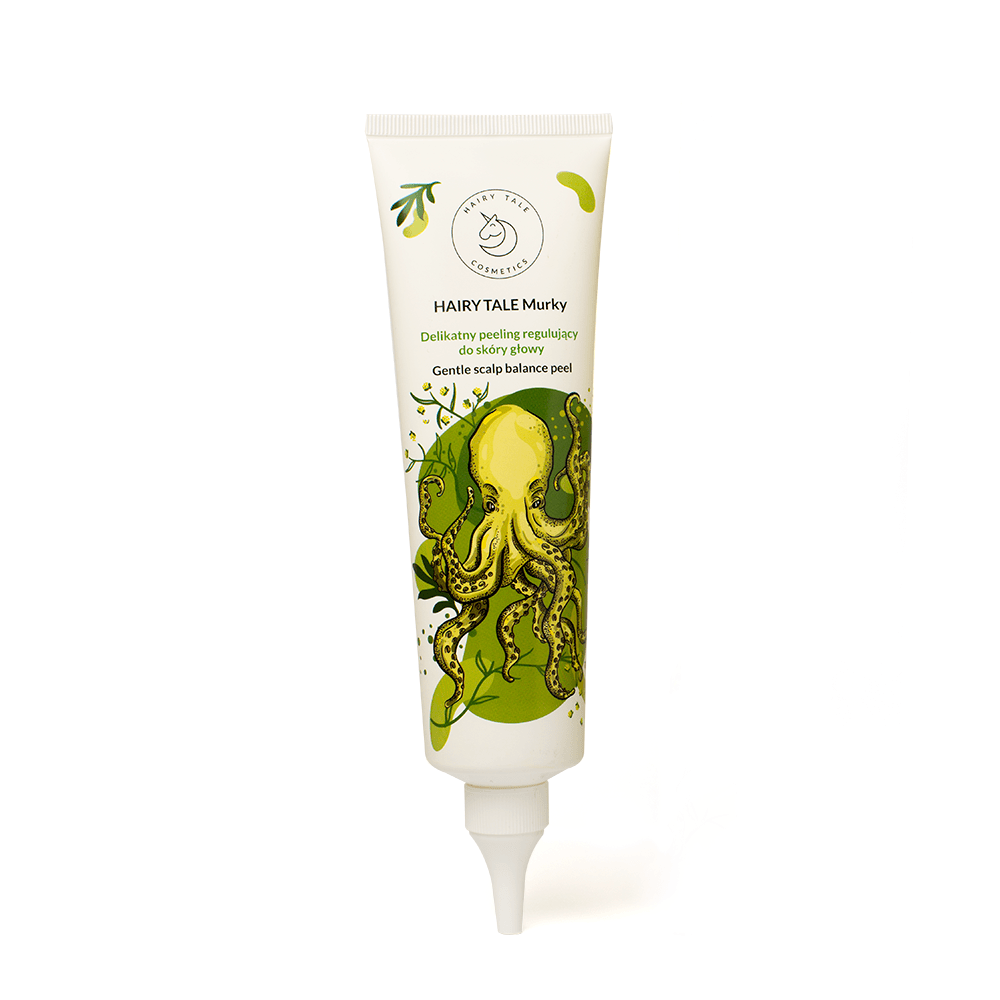 HAIRY TALE
COSMETICS
HAIRY TALE Murky
Delikatny peeling regulujący
do skóry głowy
Gentle scalp balance peel